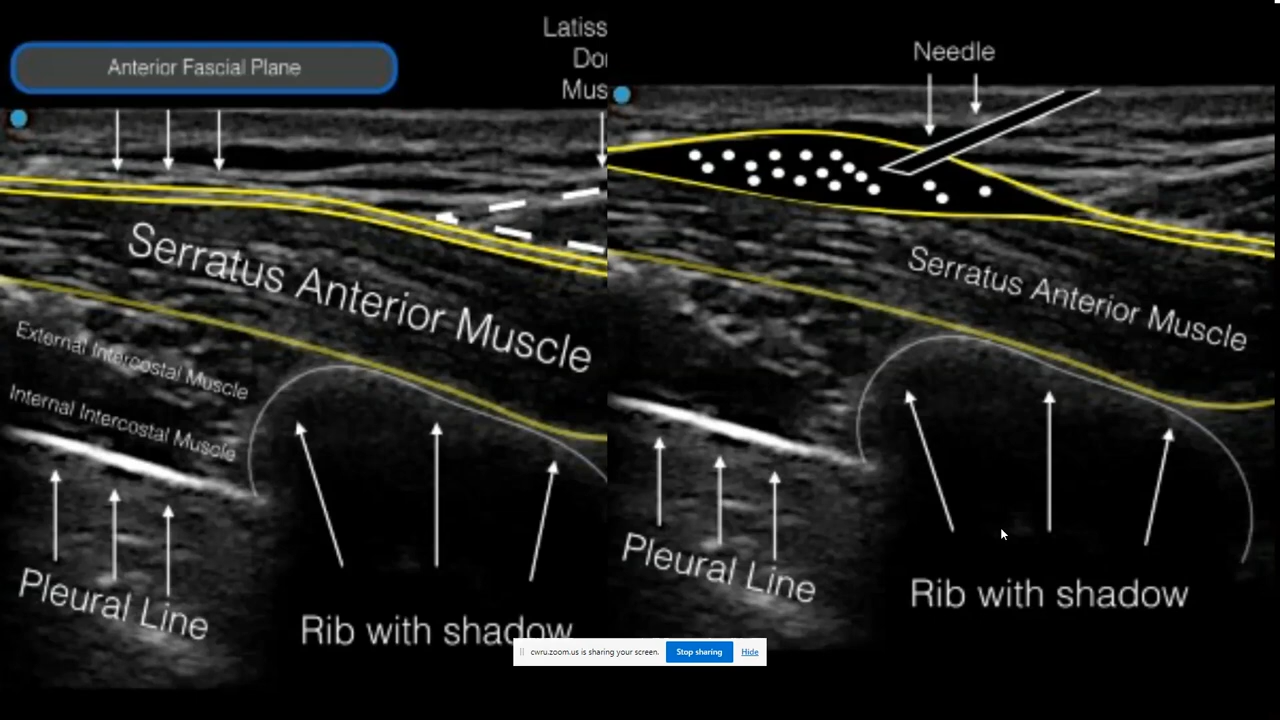 Anterior Fascial Plane
Latiss
Dor
Mus
Serratus Anterior Muscle
External Intercostal Muscle
Internal Intercostal Muscle
Pleural Line
Rib with shadow
Needle
Serratus Anterior Muscle
Pleural Line
Rib with shadow
cwru.zoom.us is sharing your screen.
Stop sharing
Hide